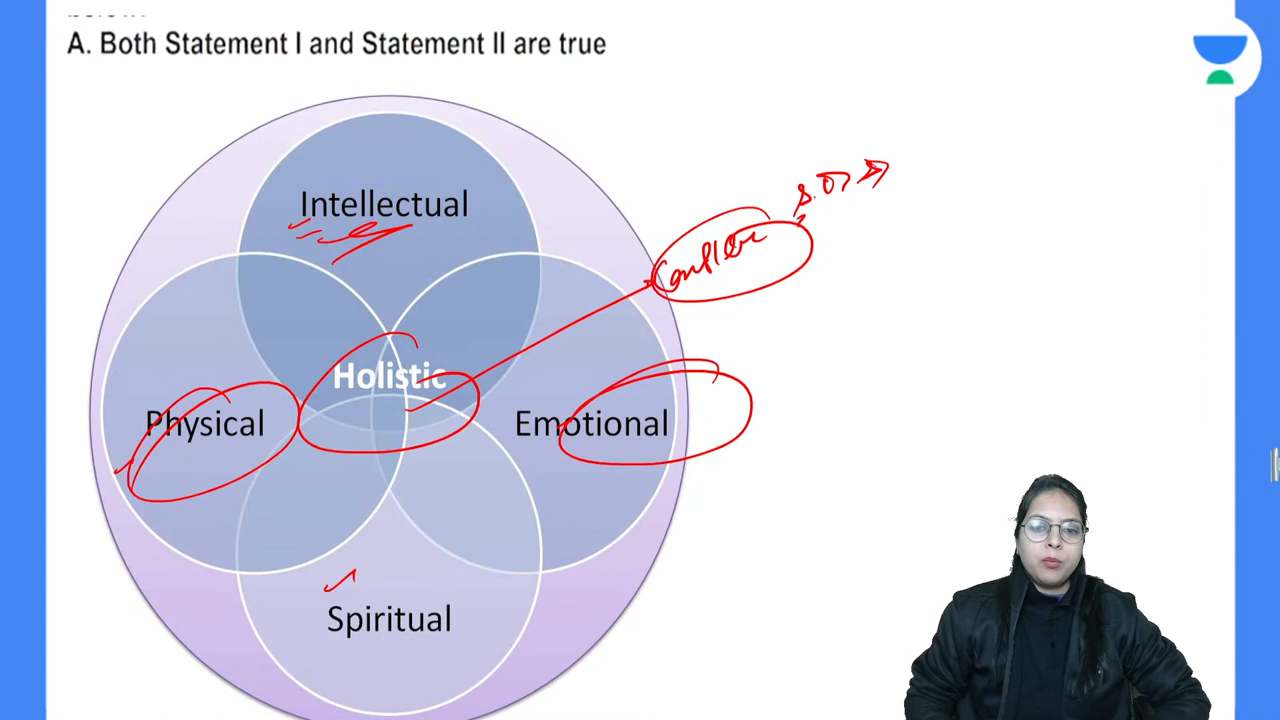 A. Both Statement I and Statement II are true
Intellectual
Holistic
Physical
Emotional
Spiritual